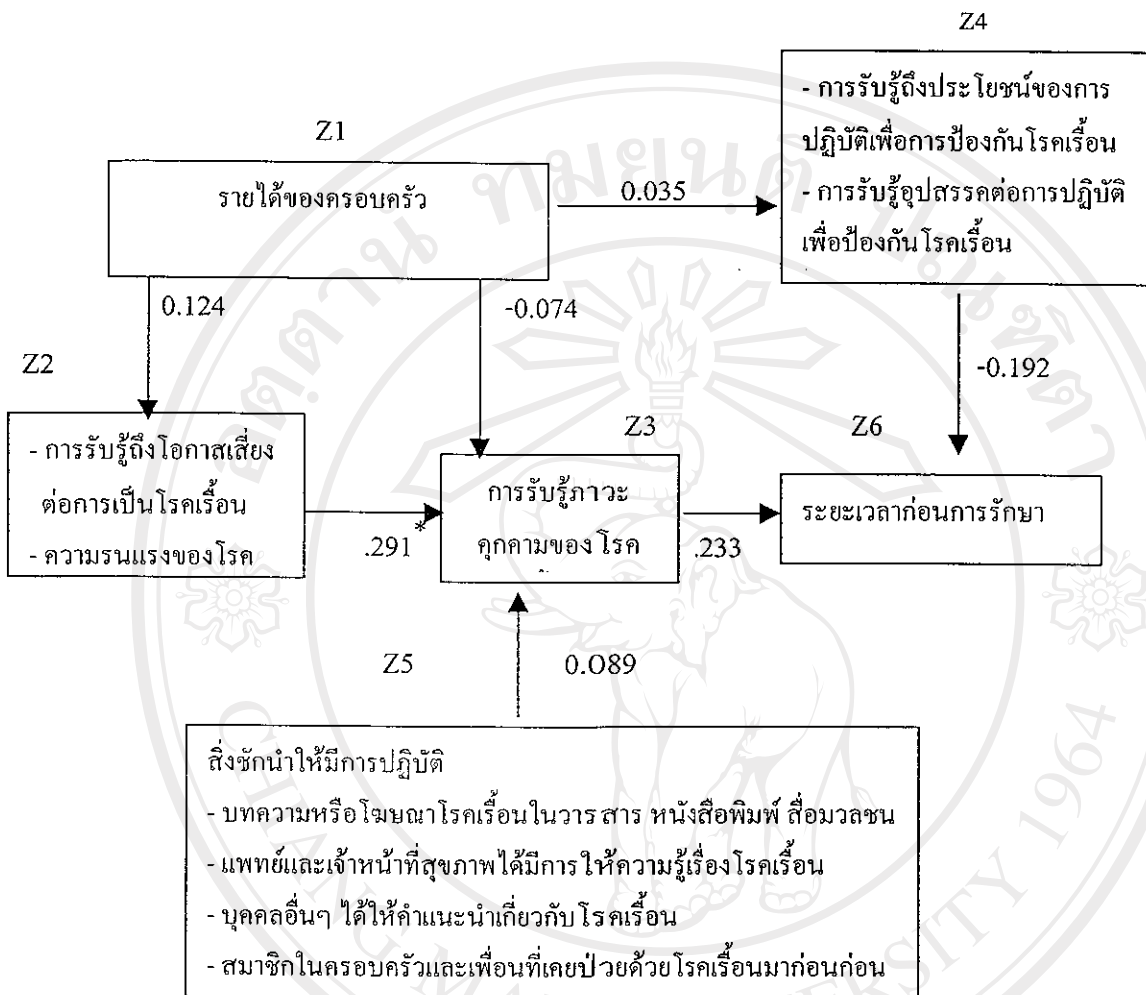 Z4
- การรับรู้ถึงประโยชน์ของการ
ปฏิบัติเพื่อการป้องกันโรคเรื้อน
- การรับรู้อุปสรรคต่อการปฏิบัติ
เพื่อป้องกันโรคเรื้อน
Z1
รายได้ของครอบครัว
0.035
0.124
-0.074
-0.192
Z2
- การรับรู้ถึงโอกาสเสี่ยง
ต่อการเป็นโรคเรื้อน
- ความรนแรงของโรค
.291*
Z3
การรับรู้ภาวะ
คุกคามของโรค
.233
Z6
ระยะเวลาก่อนการรักษา
Z5
0.089
สิ่งชักนำให้มีการปฏิบัติ
- บทความหรือโฆษณาโรคเรื้อนในวารสาร หนังสือพิมพ์ สื่อมวลชน
- แพทย์และเจ้าหน้าที่สุขภาพได้มีการให้ความรู้เรื่องโรคเรื้อน
- บุคคลอื่นๆ ได้ให้คำแนะนำเกี่ยวกับโรคเรื้อน
- สมาชิกในครอบครัวและเพื่อนที่เคยป่วยด้วยโรคเรื้อนมาก่อนก่อน
CHIANG MAI UNIVERSITY 1964